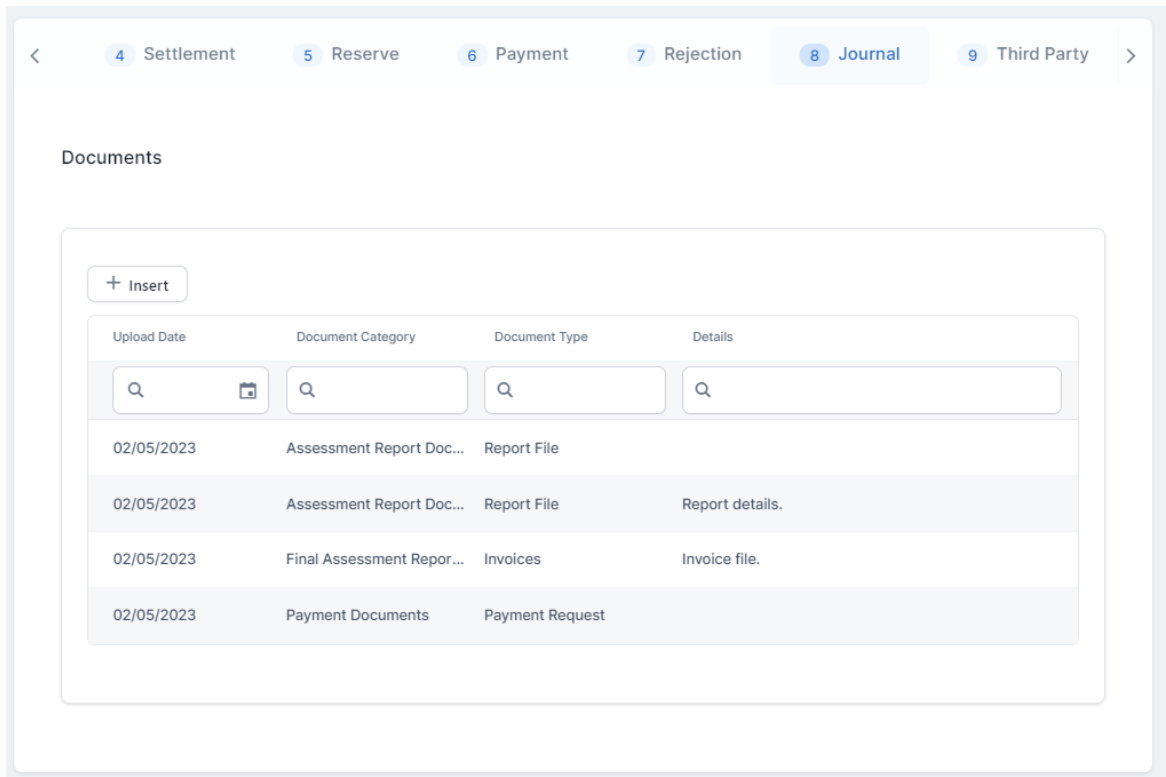 4 Settlement 5 Reserve 6 Payment 7 Rejection 8 Journal 9 Third Party
Documents
+ Insert
Upload Date Document Category Document Type Details
02/05/2023 Assessment Report Doc... Report File
02/05/2023 Assessment Report Doc... Report File Report details.
02/05/2023 Final Assessment Repor... Invoices Invoice file.
02/05/2023 Payment Documents Payment Request